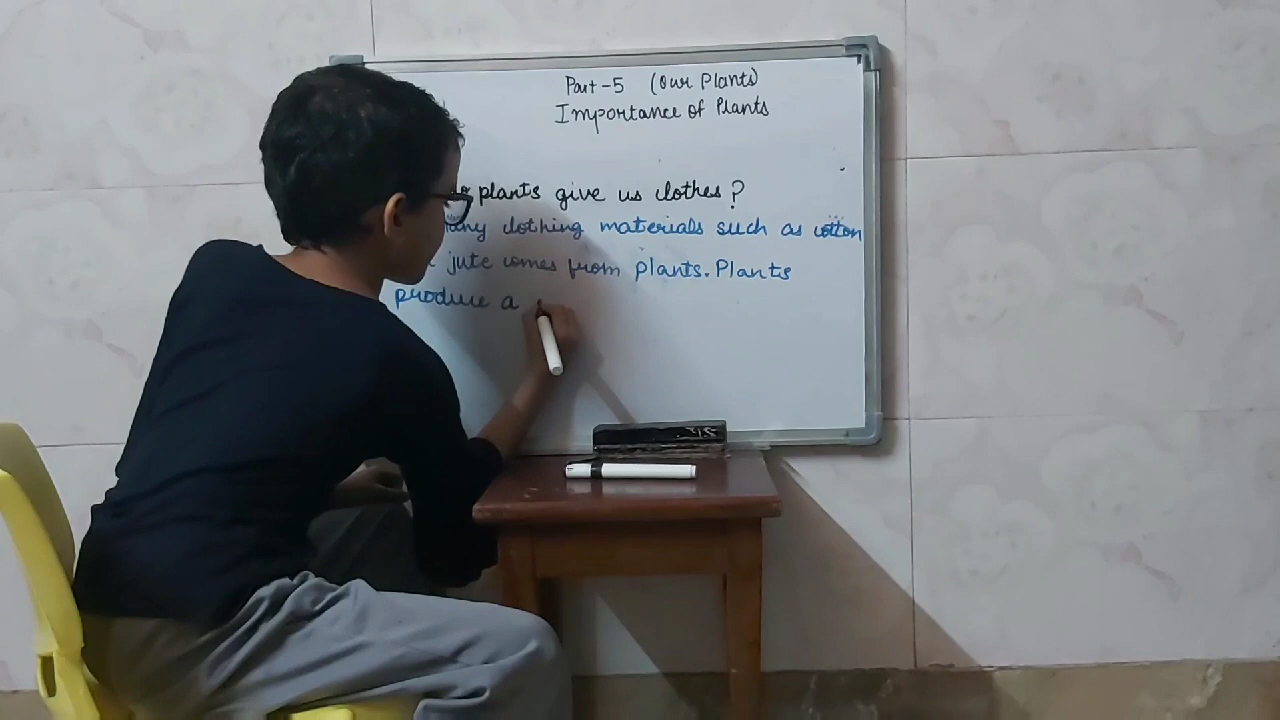 Part-5 (Our Plants)
Importance of Plants
plants give us clothes?
clothing materials such as cotton
jute comes from plants. Plants
produce a